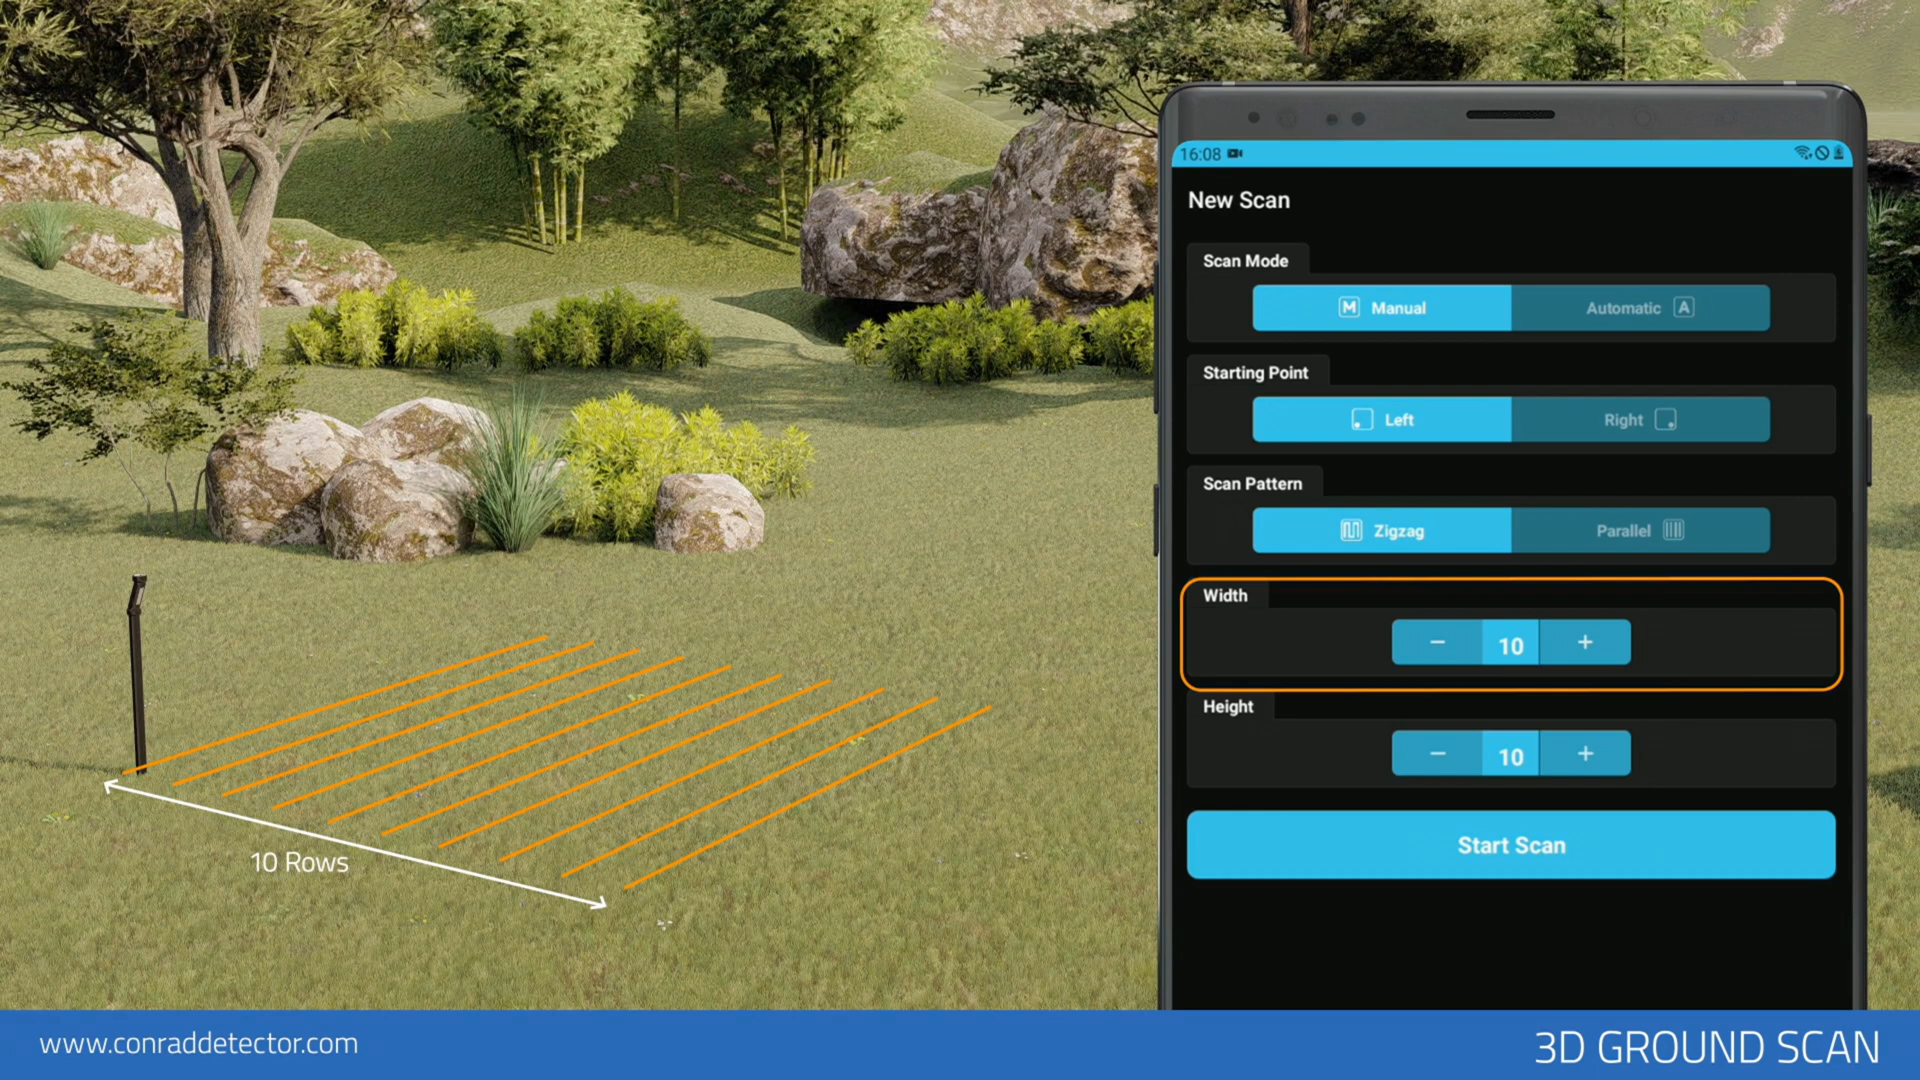 16:08
New Scan
Scan Mode
M Manual
Automatic A
Starting Point
Left
Right
Scan Pattern
Zigzag
Parallel
Width
− 10 +
Height
− 10 +
Start Scan
10 Rows
www.conraddetector.com
3D GROUND SCAN